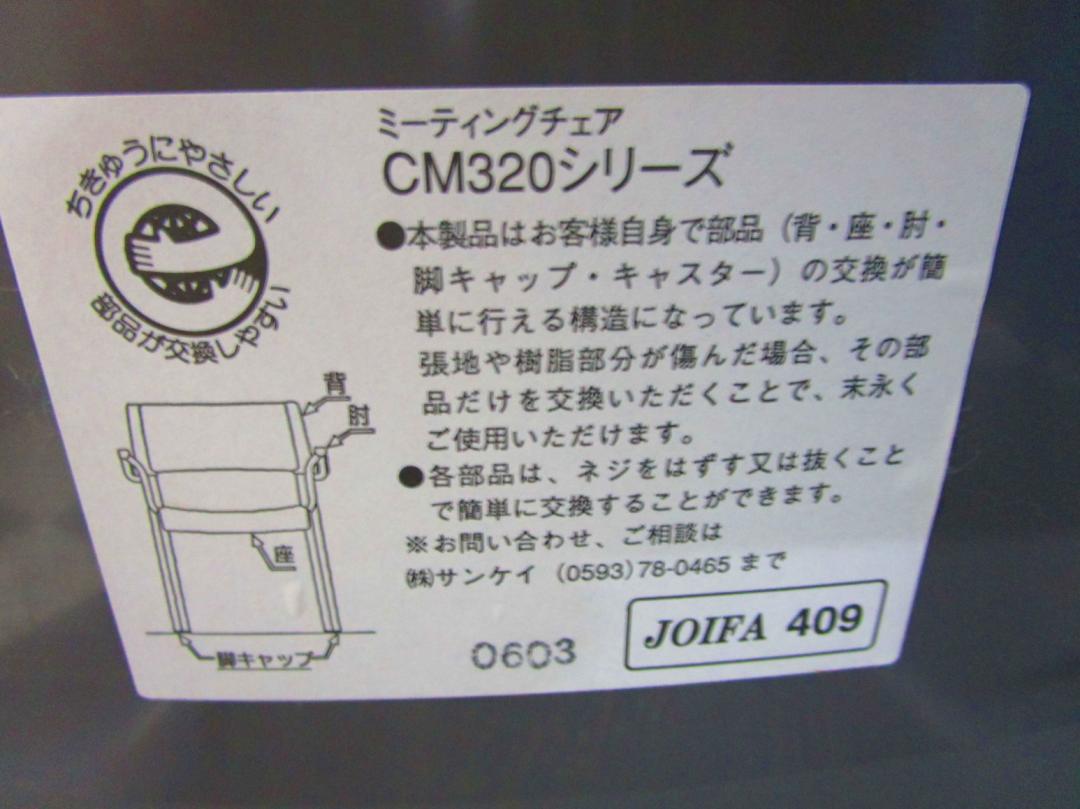 ちきゅうにやさしい
部品が交換しやすい
ミーティングチェア
CM320シリーズ
●本製品はお客様自身で部品（背・座・肘・
脚キャップ・キャスター）の交換が簡
単に行える構造になっています。
張地や樹脂部分が傷んだ場合、その部
品だけを交換いただくことで、末永く
ご使用いただけます。
●各部品は、ネジをはずす又は抜くこと
で簡単に交換することができます。
※お問い合わせ、ご相談は
㈱サンケイ（0593）78-0465 まで
背
肘
座
脚キャップ
0603
JOIFA 409